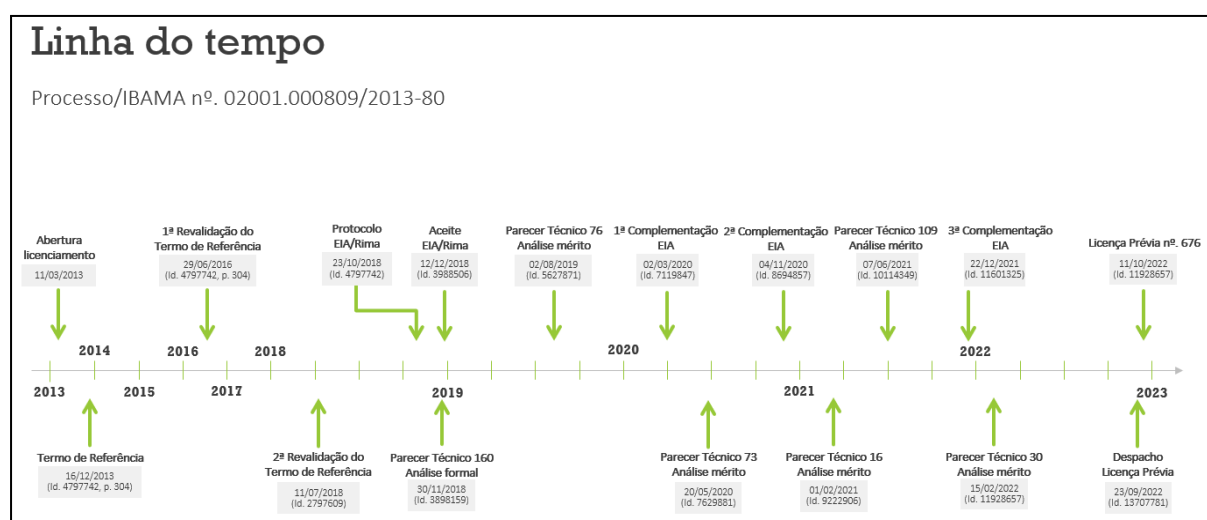 Linha do tempo
Processo/IBAMA nº. 02001.000809/2013-80
Abertura
licenciamento
11/03/2013
1ª Revalidação do
Termo de Referência
29/06/2016
(Id. 4797742, p. 304)
Protocolo
EIA/Rima
23/10/2018
(Id. 4797742)
Aceite
EIA/Rima
12/12/2018
(Id. 3988506)
Parecer Técnico 76
Análise mérito
02/08/2019
(Id. 5627871)
1ª Complementação
EIA
02/03/2020
(Id. 7119847)
2ª Complementação
EIA
04/11/2020
(Id. 8694857)
Parecer Técnico 109
Análise mérito
07/06/2021
(Id. 10114349)
3ª Complementação
EIA
22/12/2021
(Id. 11601325)
Licença Prévia nº. 676
11/10/2022
(Id. 11928657)
2014 2016 2018 2020 2022
2013 2015 2017 2019 2021 2023
Termo de Referência
16/12/2013
(Id. 4797742, p. 304)
2ª Revalidação do
Termo de Referência
11/07/2018
(Id. 2797609)
Parecer Técnico 160
Análise formal
30/11/2018
(Id. 3898159)
Parecer Técnico 73
Análise mérito
20/05/2020
(Id. 7629881)
Parecer Técnico 16
Análise mérito
01/02/2021
(Id. 9222906)
Parecer Técnico 30
Análise mérito
15/02/2022
(Id. 11928657)
Despacho
Licença Prévia
23/09/2022
(Id. 13707781)